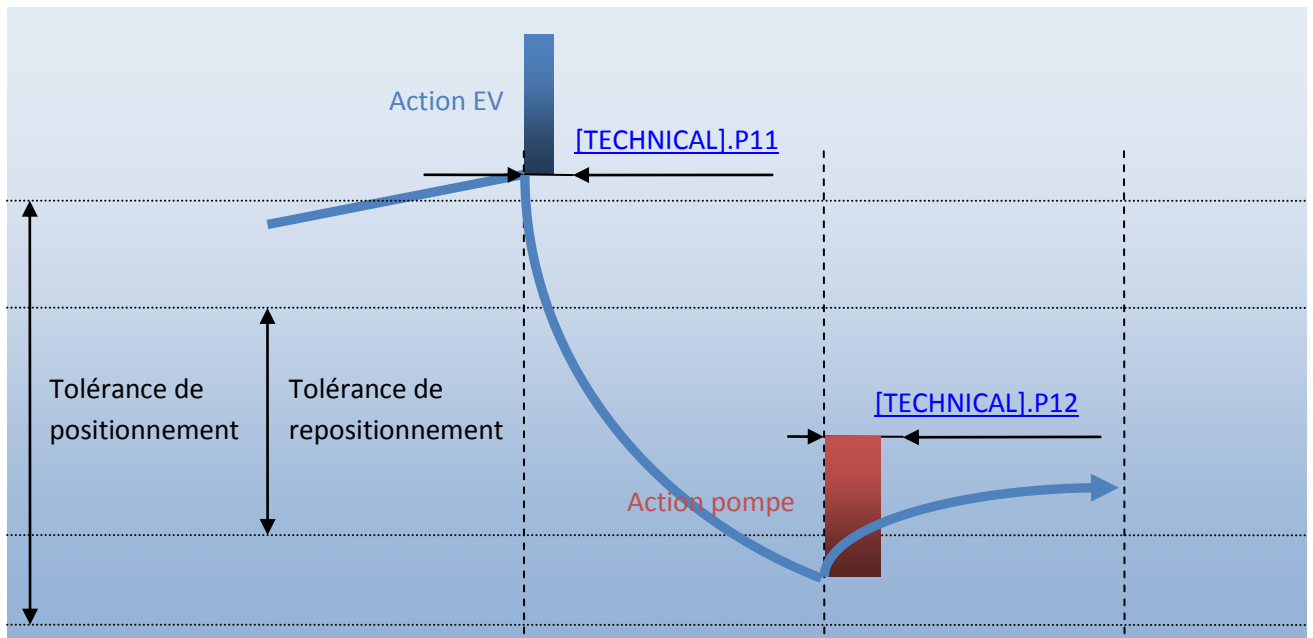 Action EV
[TECHNICAL].P11
Tolérance de
positionnement
Tolérance de
repositionnement
[TECHNICAL].P12
Action pompe